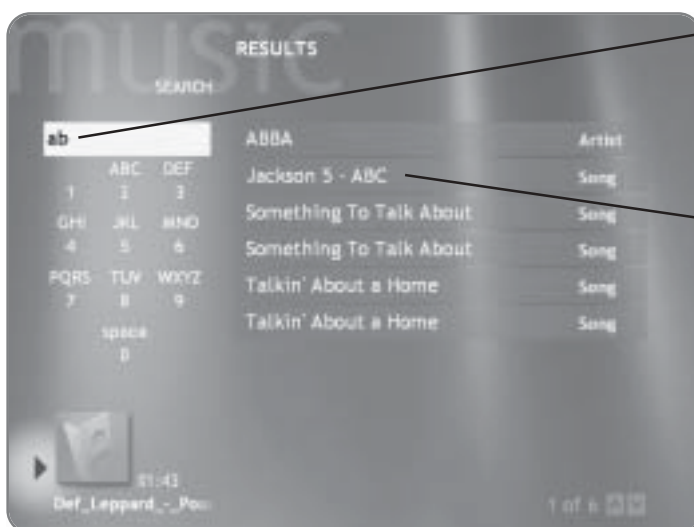 music
RESULTS
SEARCH
ab
ABC DEF
1 2 3
GHI JKL MNO
4 5 6
PQRS TUV WXYZ
7 8 9
space
0
ABBA Artist
Jackson 5 - ABC Song
Something To Talk About Song
Something To Talk About Song
Talkin' About a Home Song
Talkin' About a Home Song
01:43
Def_Leppard_-_Pou
1 of 6